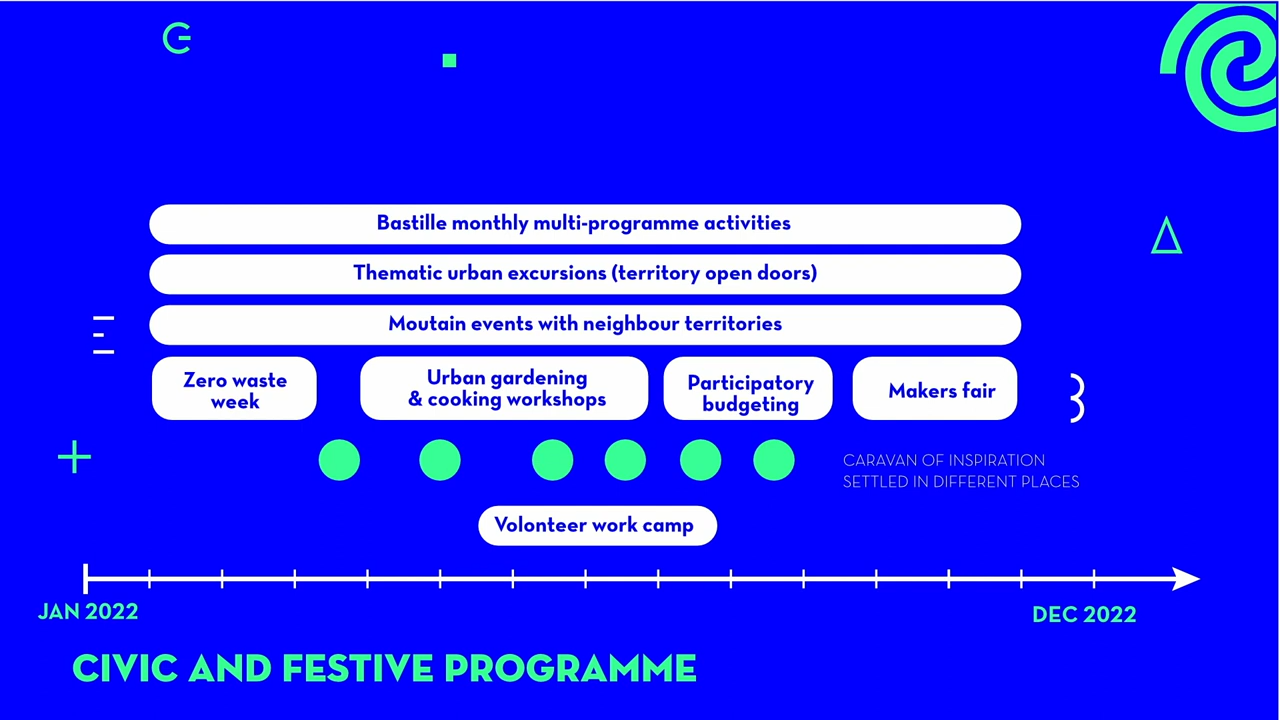 Bastille monthly multi-programme activities
Thematic urban excursions (territory open doors)
Moutain events with neighbour territories
Zero waste
week
Urban gardening
& cooking workshops
Participatory
budgeting
Makers fair
CARAVAN OF INSPIRATION
SETTLED IN DIFFERENT PLACES
Volonteer work camp
JAN 2022
DEC 2022
CIVIC AND FESTIVE PROGRAMME